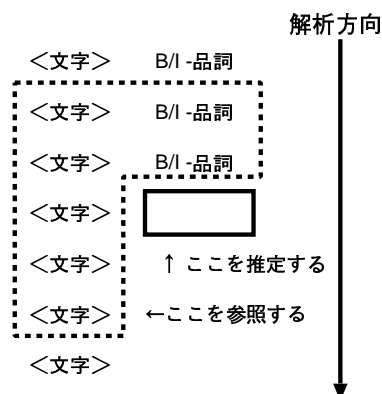 解析方向
<文字> B/I -品詞
<文字> B/I -品詞
<文字> B/I -品詞
<文字>
<文字> ↑ ここを推定する
<文字> ←ここを参照する
<文字>